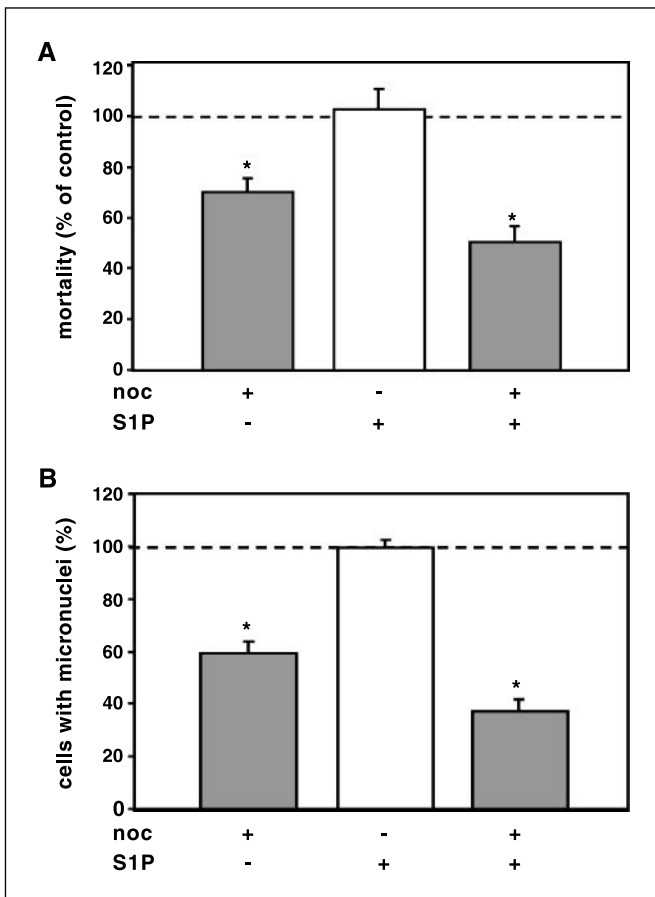 A
mortality (% of control)
120
100
80
60
40
20
0
*
*
noc + - +
S1P - + +
B
cells with micronuclei (%)
120
100
80
60
40
20
0
*
*
noc + - +
S1P - + +